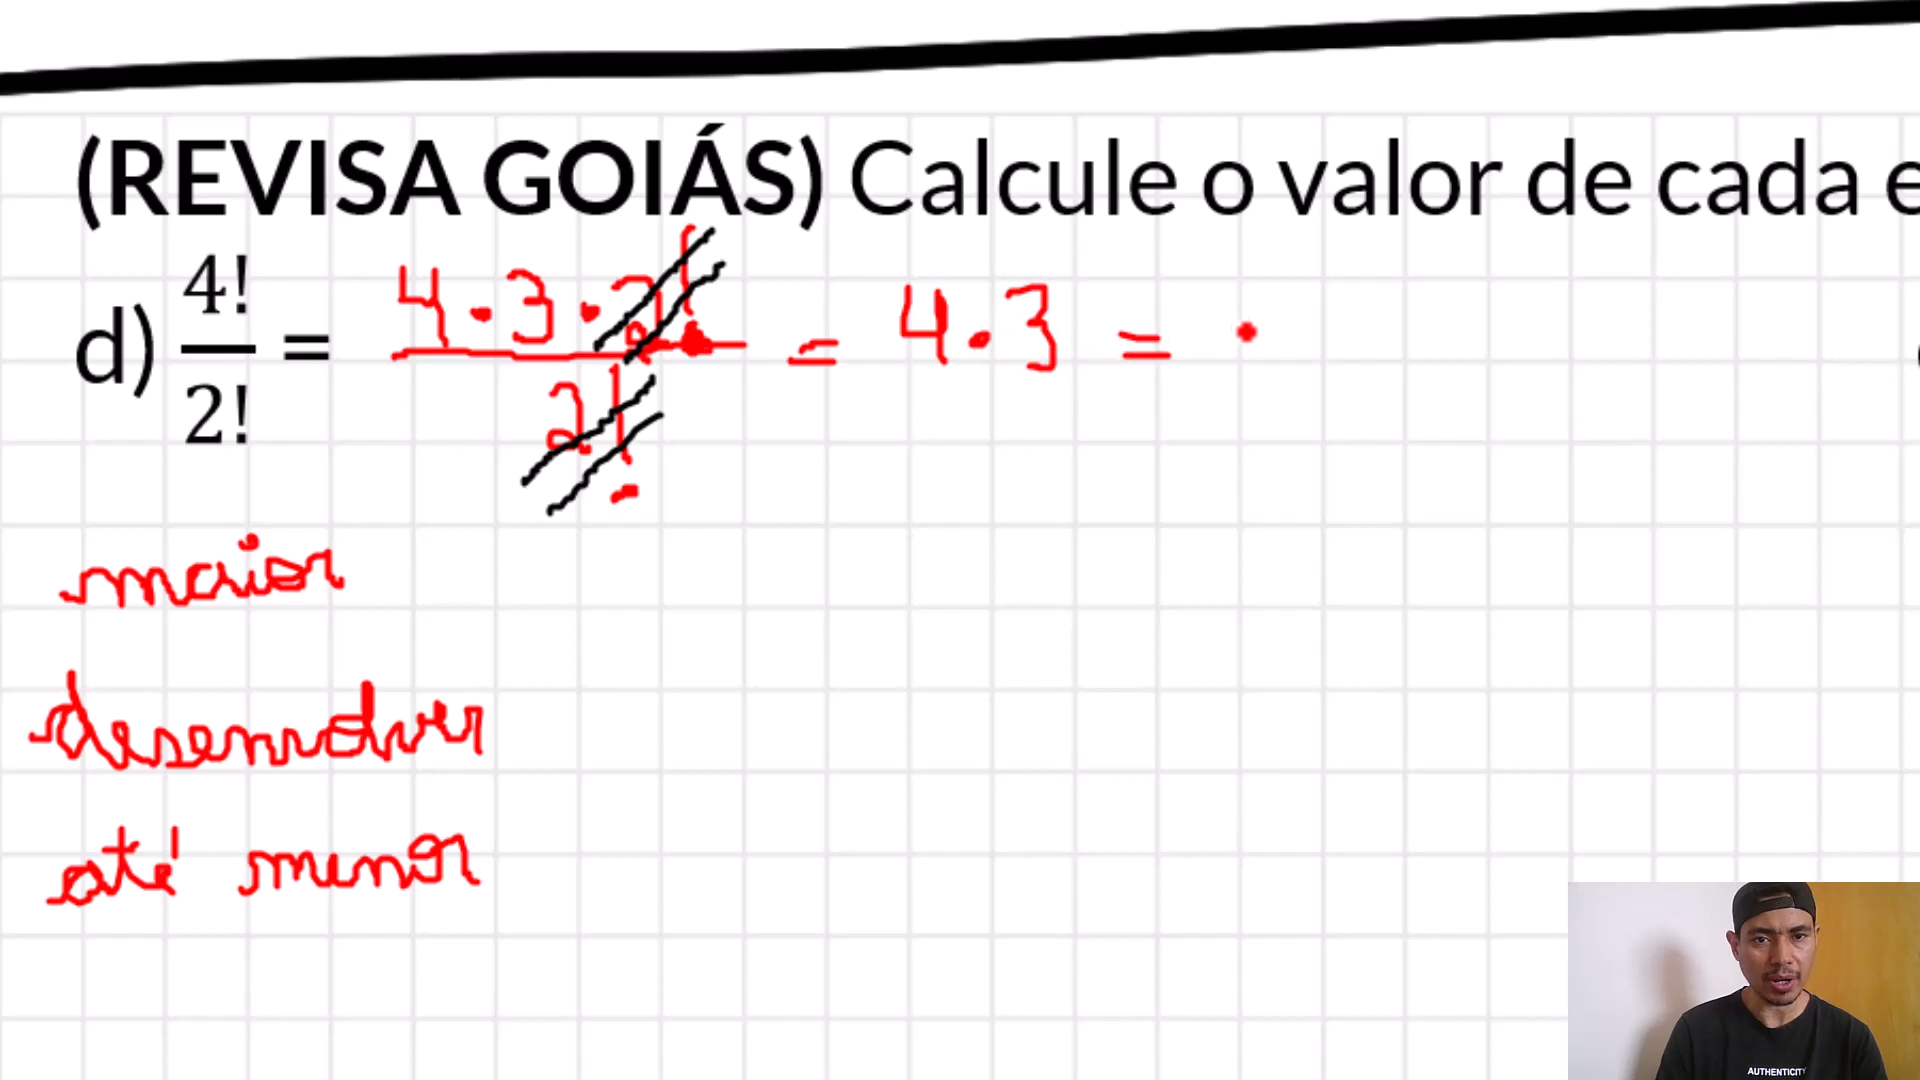 (REVISA GOIÁS) Calcule o valor de cada e
d) 4!/2! = 4 · 3 · 2!/2! = 4 · 3 =
maior
desenvolver
até menor
AUTHENTICITY